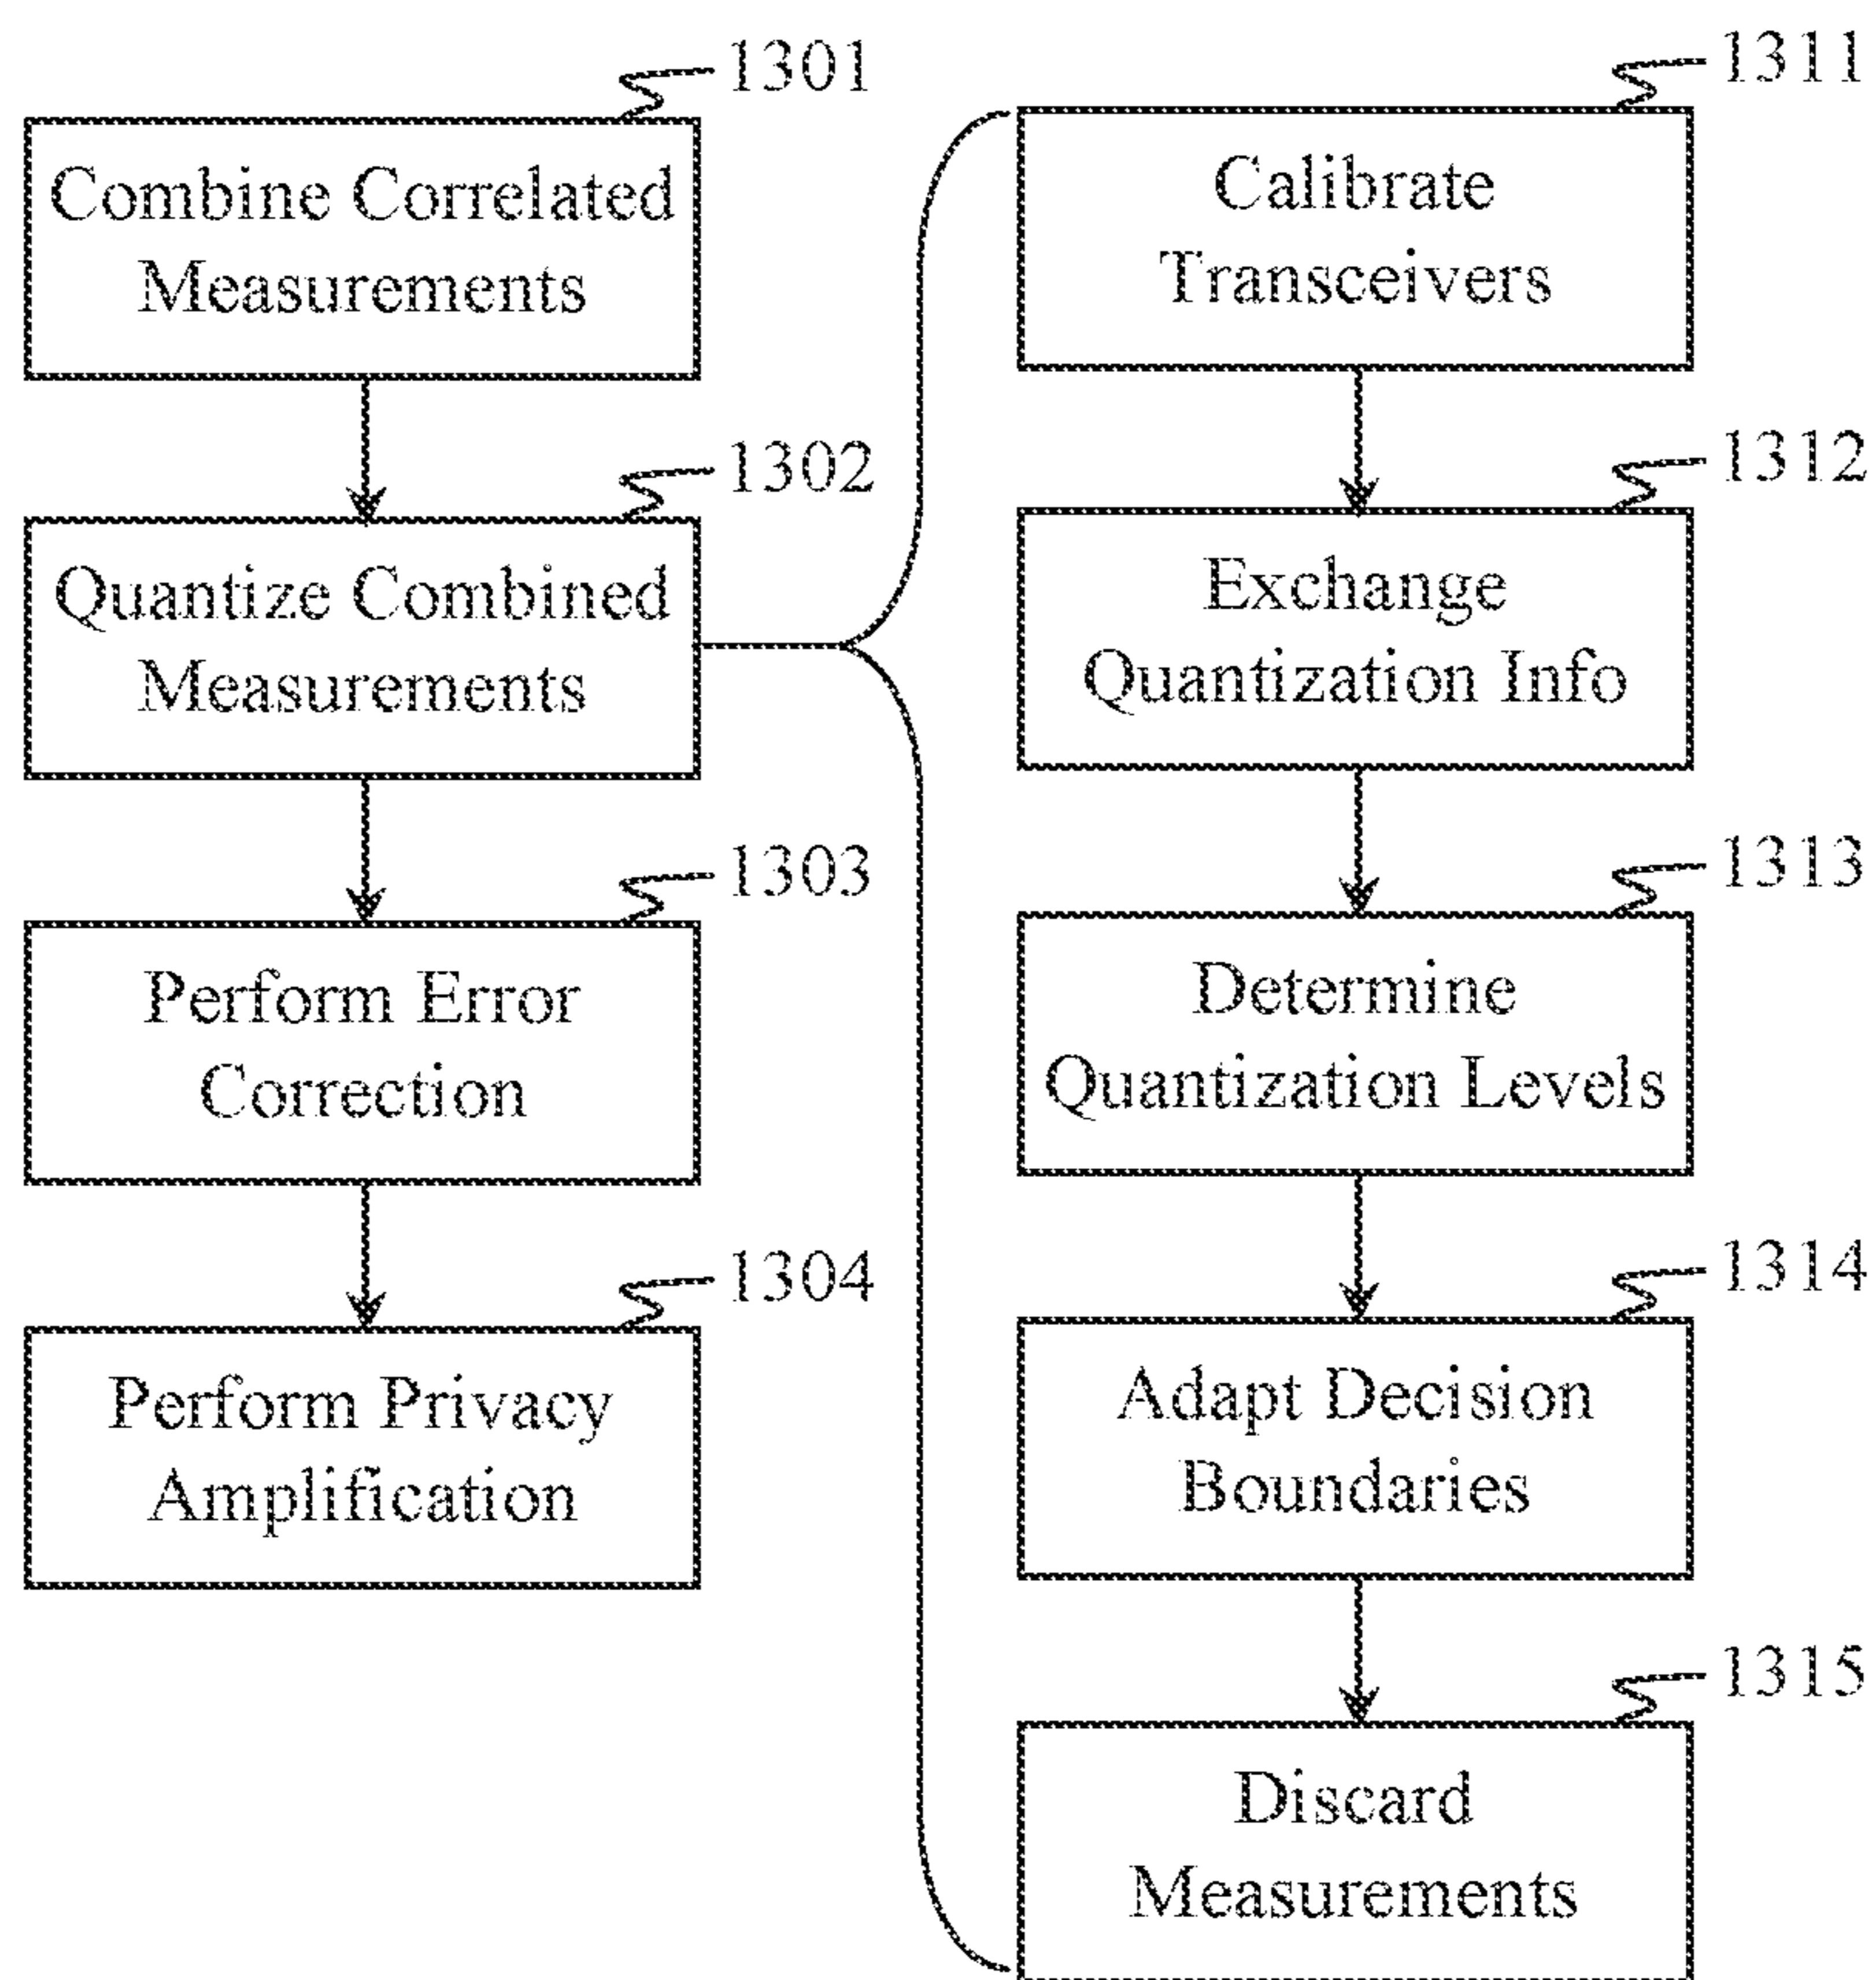 1301
Combine Correlated
Measurements
1302
Quantize Combined
Measurements
1303
Perform Error
Correction
1304
Perform Privacy
Amplification
1311
Calibrate
Transceivers
1312
Exchange
Quantization Info
1313
Determine
Quantization Levels
1314
Adapt Decision
Boundaries
1315
Discard
Measurements